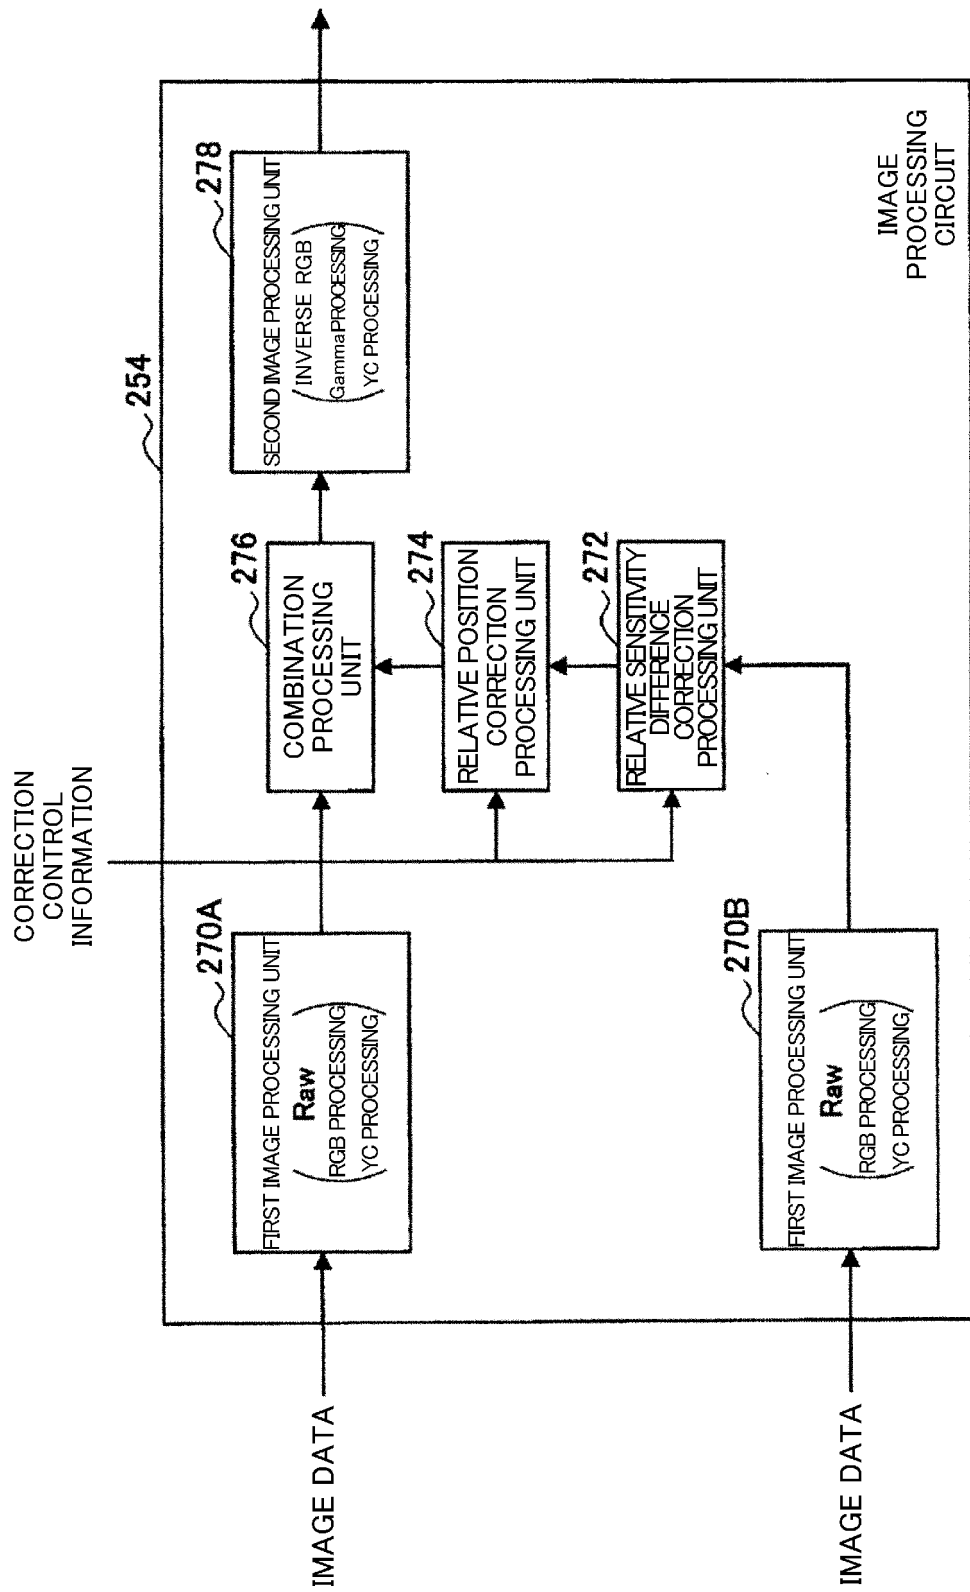 CORRECTION
CONTROL
INFORMATION
254
IMAGE DATA
270A
FIRST IMAGE PROCESSING UNIT
Raw
RGB PROCESSING
YC PROCESSING
276
COMBINATION
PROCESSING
UNIT
278
SECOND IMAGE PROCESSING UNIT
INVERSE RGB
Gamma PROCESSING
YC PROCESSING
274
RELATIVE POSITION
CORRECTION
PROCESSING UNIT
272
RELATIVE SENSITIVITY
DIFFERENCE
CORRECTION
PROCESSING UNIT
IMAGE DATA
270B
FIRST IMAGE PROCESSING UNIT
Raw
RGB PROCESSING
YC PROCESSING
IMAGE
PROCESSING
CIRCUIT